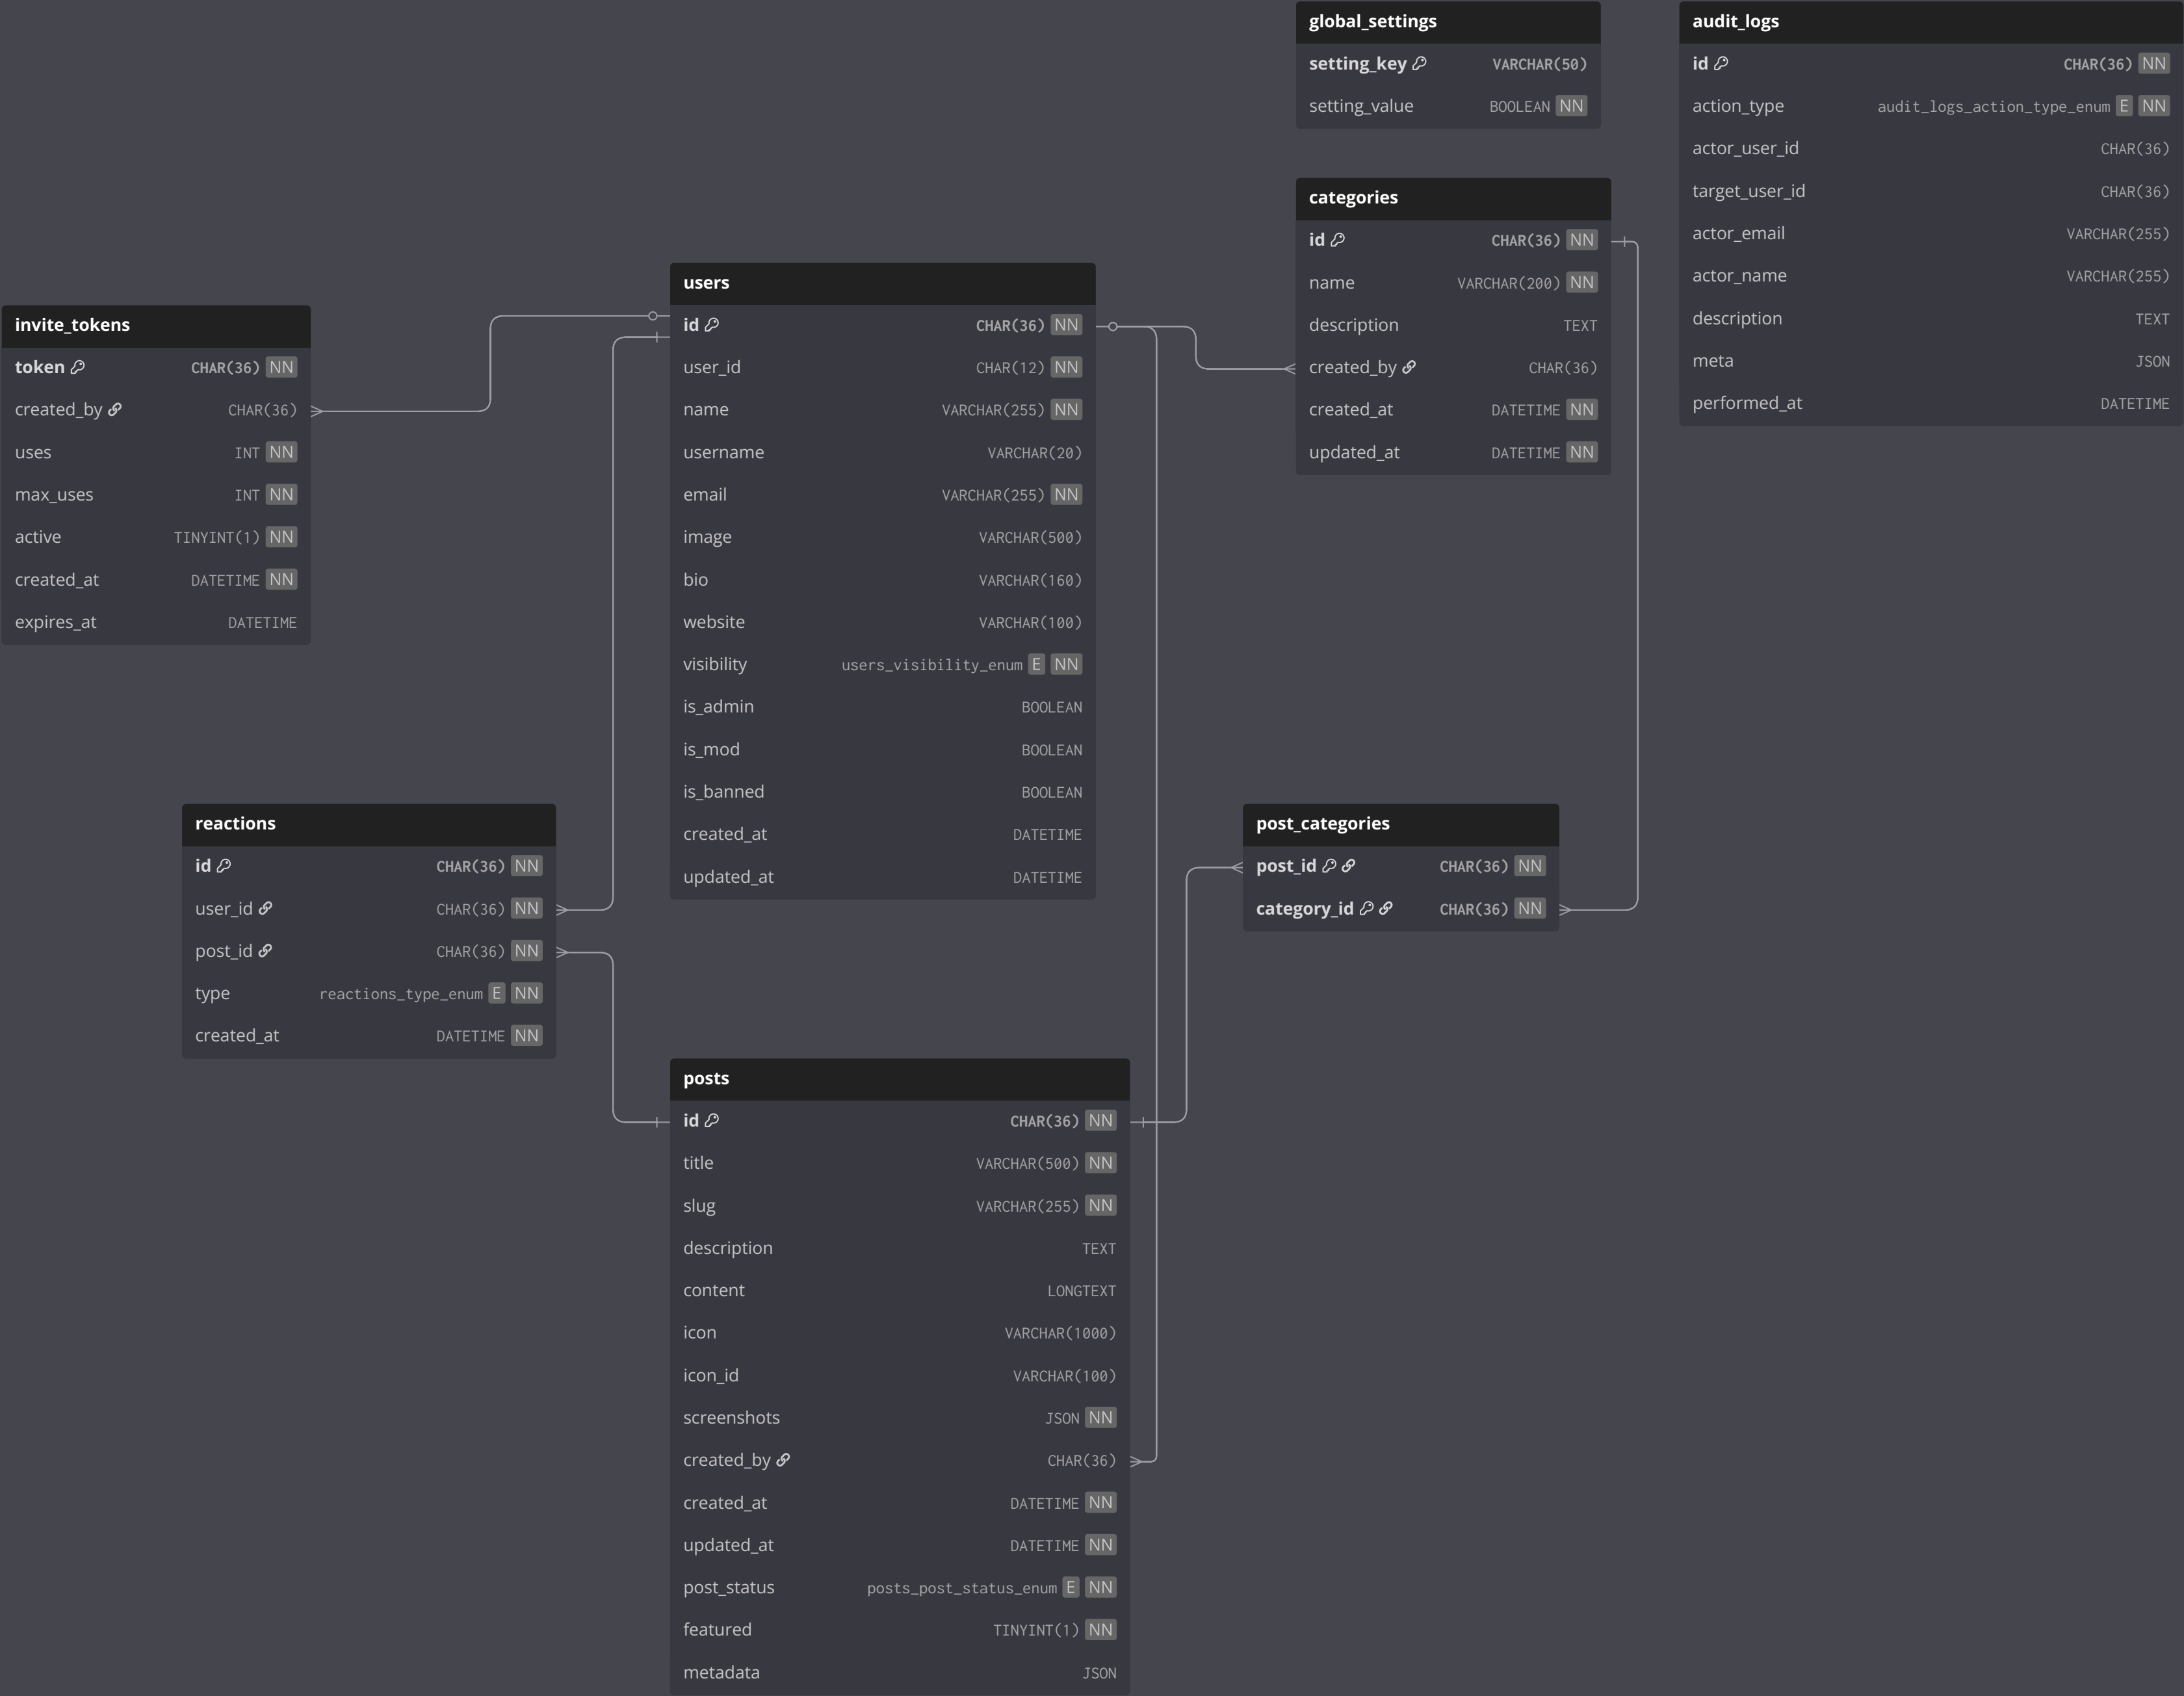 global_settings
setting_key VARCHAR(50)
setting_value BOOLEAN NN
audit_logs
id CHAR(36) NN
action_type audit_logs_action_type_enum E NN
actor_user_id CHAR(36)
target_user_id CHAR(36)
actor_email VARCHAR(255)
actor_name VARCHAR(255)
description TEXT
meta JSON
performed_at DATETIME
categories
id CHAR(36) NN
name VARCHAR(200) NN
description TEXT
created_by CHAR(36)
created_at DATETIME NN
updated_at DATETIME NN
users
id CHAR(36) NN
user_id CHAR(12) NN
name VARCHAR(255) NN
username VARCHAR(20)
email VARCHAR(255) NN
image VARCHAR(500)
bio VARCHAR(160)
website VARCHAR(100)
visibility users_visibility_enum E NN
is_admin BOOLEAN
is_mod BOOLEAN
is_banned BOOLEAN
created_at DATETIME
updated_at DATETIME
invite_tokens
token CHAR(36) NN
created_by CHAR(36)
uses INT NN
max_uses INT NN
active TINYINT(1) NN
created_at DATETIME NN
expires_at DATETIME
reactions
id CHAR(36) NN
user_id CHAR(36) NN
post_id CHAR(36) NN
type reactions_type_enum E NN
created_at DATETIME NN
post_categories
post_id CHAR(36) NN
category_id CHAR(36) NN
posts
id CHAR(36) NN
title VARCHAR(500) NN
slug VARCHAR(255) NN
description TEXT
content LONGTEXT
icon VARCHAR(1000)
icon_id VARCHAR(100)
screenshots JSON NN
created_by CHAR(36)
created_at DATETIME NN
updated_at DATETIME NN
post_status posts_post_status_enum E NN
featured TINYINT(1) NN
metadata JSON